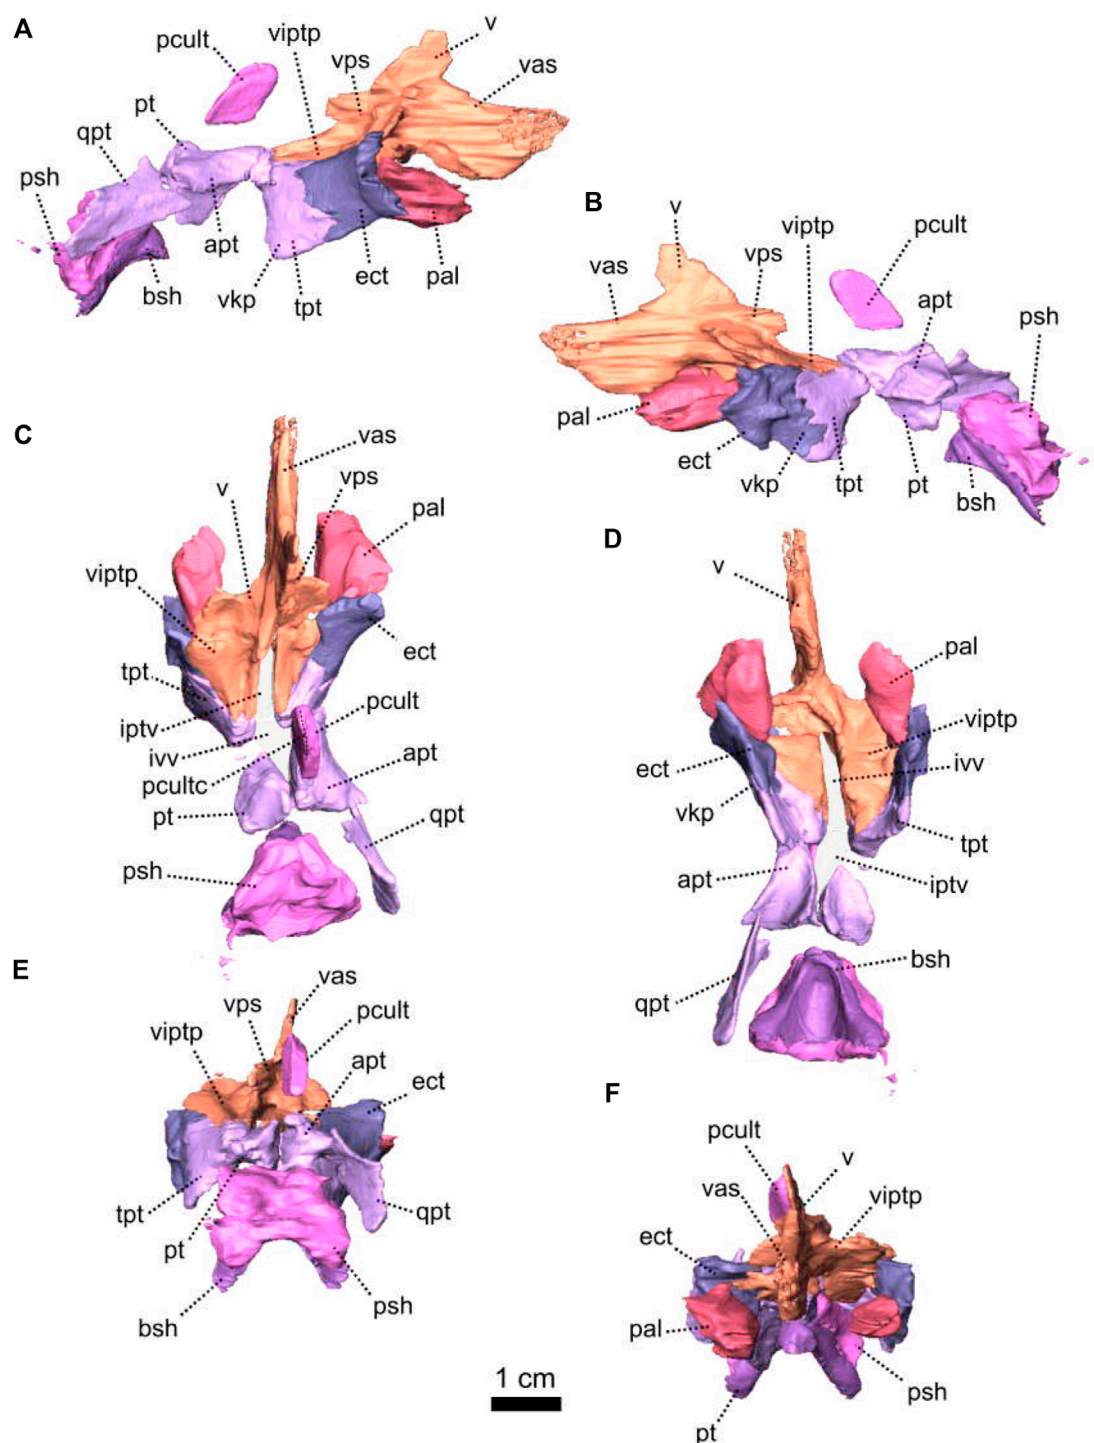 A
pcult
viptp
v
vps
vas
pt
qpt
psh
apt
bsh
vkp
tpt
ect
pal
B
v
viptp
pcult
vas
vps
apt
psh
pal
ect
vkp
tpt
pt
bsh
C
vas
v
vps
pal
viptp
ect
tpt
pcult
iptv
ivv
apt
pcultc
pt
qpt
psh
D
v
pal
viptp
ect
ivv
vkp
tpt
apt
iptv
bsh
qpt
E
vas
vps
pcult
viptp
apt
ect
tpt
qpt
pt
psh
bsh
F
pcult
v
vas
viptp
ect
pal
psh
pt
1 cm